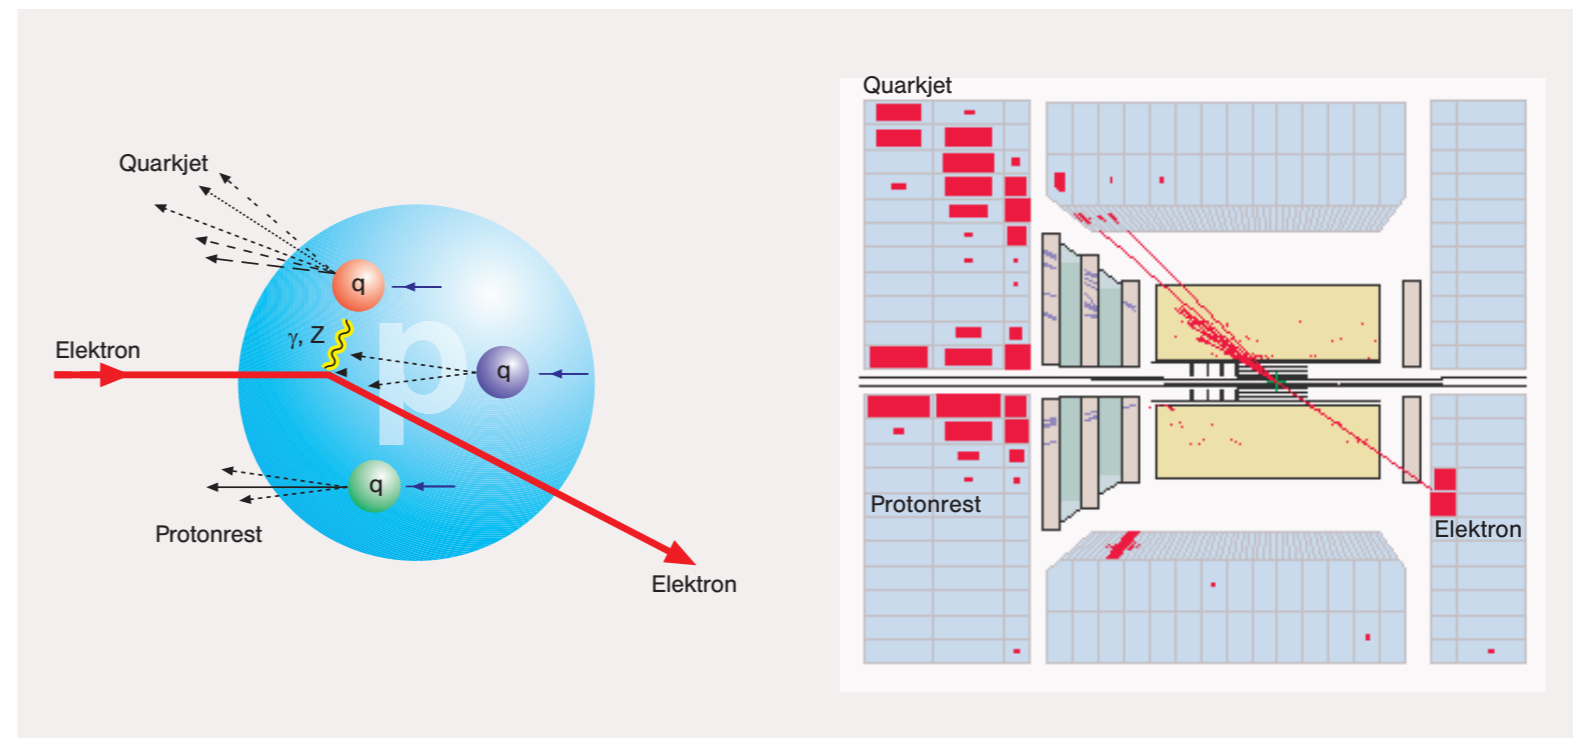 Quarkjet
q
γ, Z
Elektron
p
q
q
Protonrest
Elektron
Quarkjet
Protonrest
Elektron